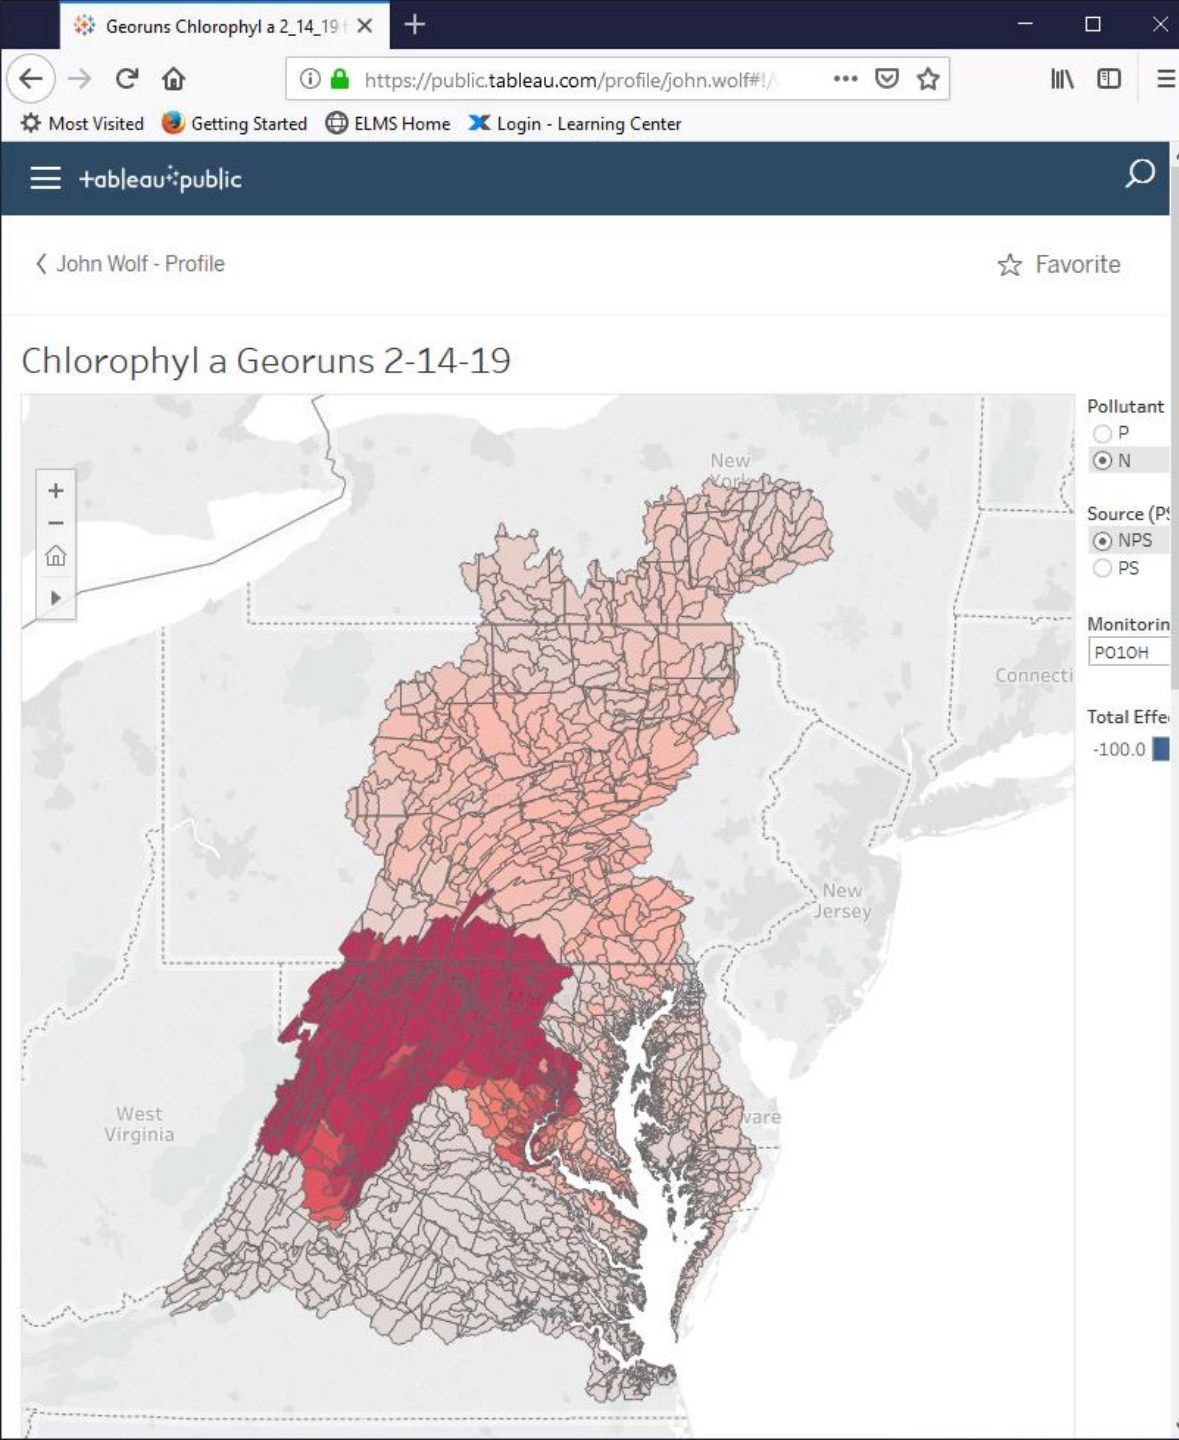 Georuns Chlorophyl a 2_14_19
https://public.tableau.com/profile/john.wolf#!/
Most Visited Getting Started ELMS Home Login - Learning Center
+ableau public
John Wolf - Profile
Favorite
Chlorophyl a Georuns 2-14-19
Pollutant
P
N
Source (PS
NPS
PS
Monitorin
PO1OH
Total Effe
-100.0
New
York
Connecti
New
Jersey
West
Virginia
ware